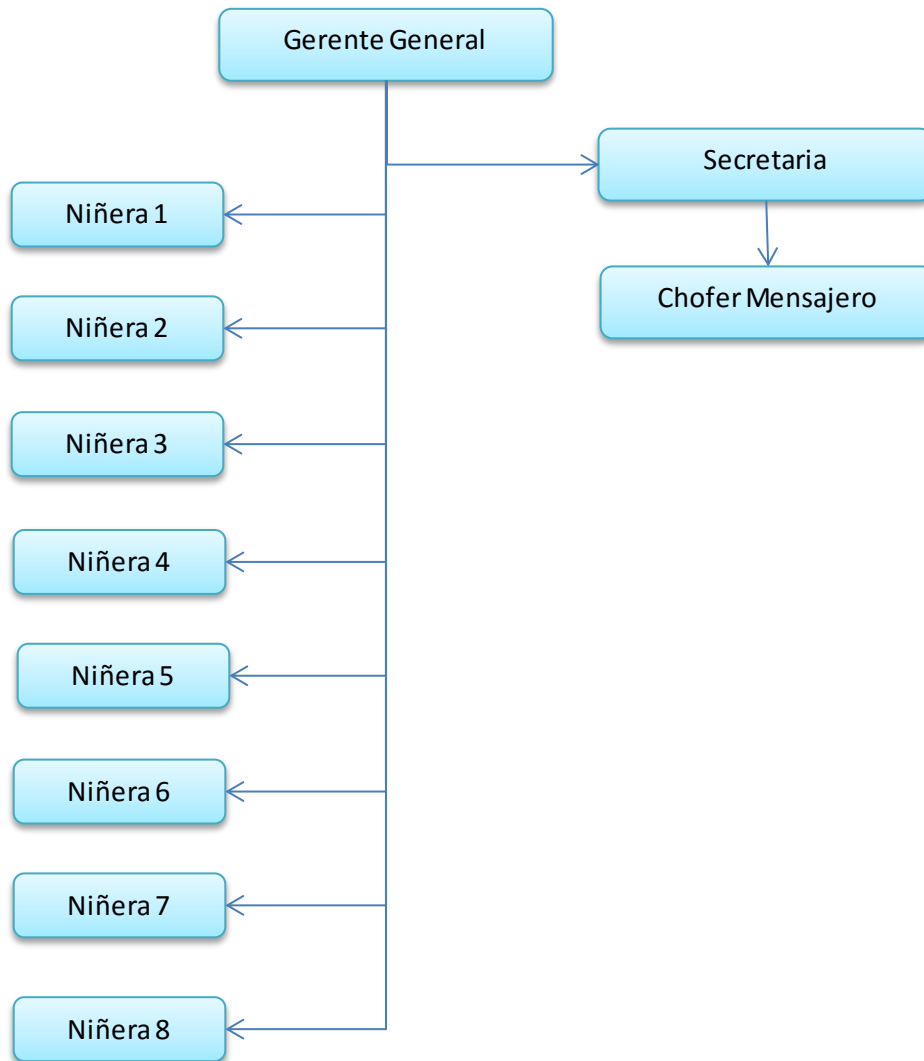 Gerente General
Secretaria
Niñera 1
Chofer Mensajero
Niñera 2
Niñera 3
Niñera 4
Niñera 5
Niñera 6
Niñera 7
Niñera 8